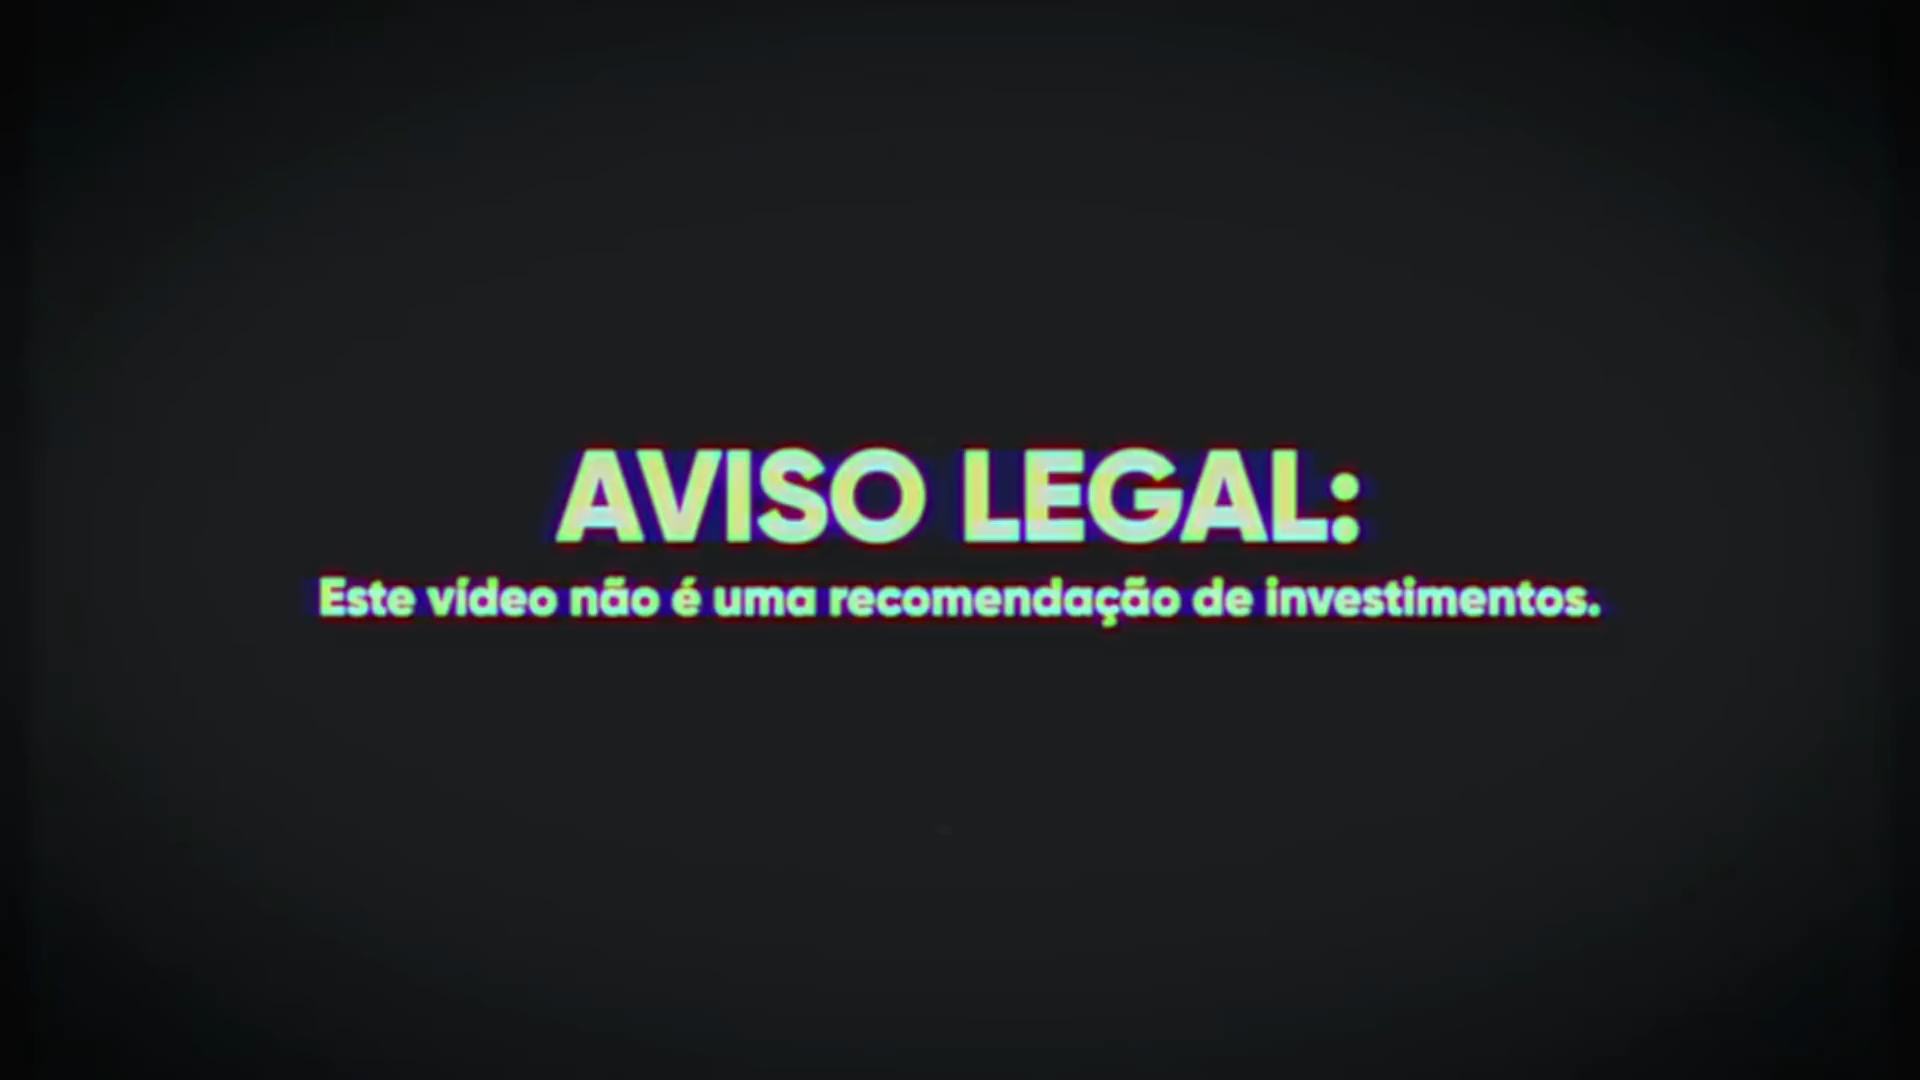 AVISO LEGAL:
Este vídeo não é uma recomendação de investimentos.